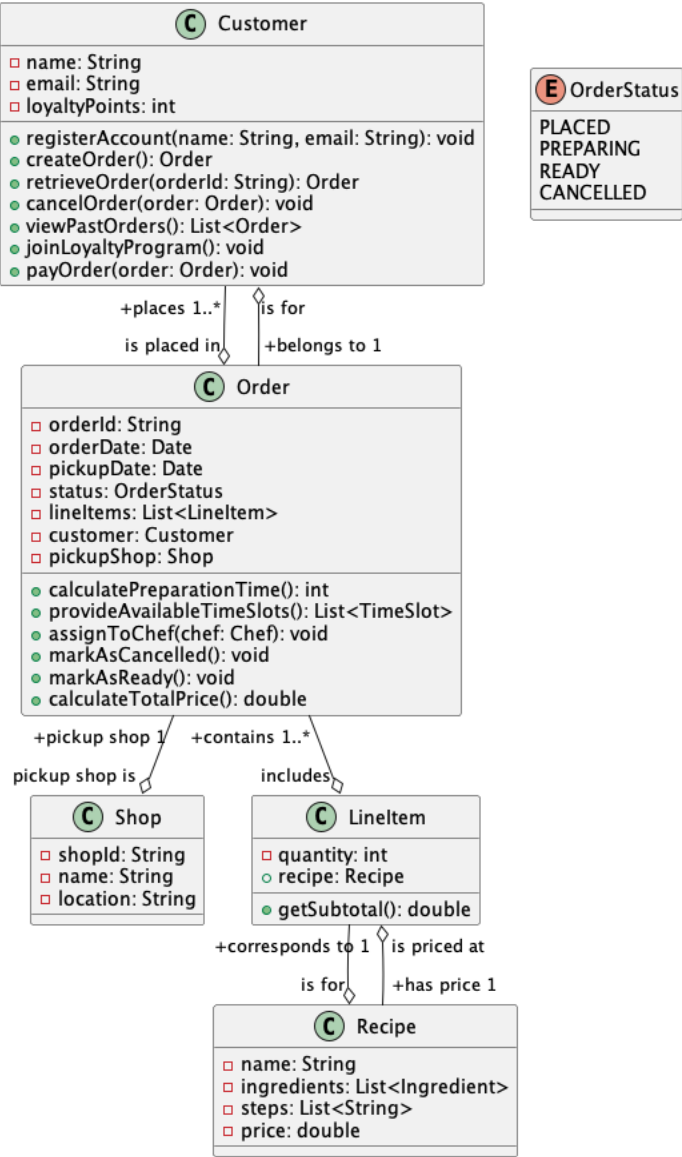 C Customer
name: String
email: String
loyaltyPoints: int
registerAccount(name: String, email: String): void
createOrder(): Order
retrieveOrder(orderId: String): Order
cancelOrder(order: Order): void
viewPastOrders(): List<Order>
joinLoyaltyProgram(): void
payOrder(order: Order): void
E OrderStatus
PLACED
PREPARING
READY
CANCELLED
+places 1..*
is for
is placed in
+belongs to 1
C Order
orderId: String
orderDate: Date
pickupDate: Date
status: OrderStatus
lineItems: List<LineItem>
customer: Customer
pickupShop: Shop
calculatePreparationTime(): int
provideAvailableTimeSlots(): List<TimeSlot>
assignToChef(chef: Chef): void
markAsCancelled(): void
markAsReady(): void
calculateTotalPrice(): double
+pickup shop 1
+contains 1..*
pickup shop is
includes
C Shop
shopId: String
name: String
location: String
C LineItem
quantity: int
recipe: Recipe
getSubtotal(): double
+corresponds to 1
is priced at
is for
+has price 1
C Recipe
name: String
ingredients: List<Ingredient>
steps: List<String>
price: double